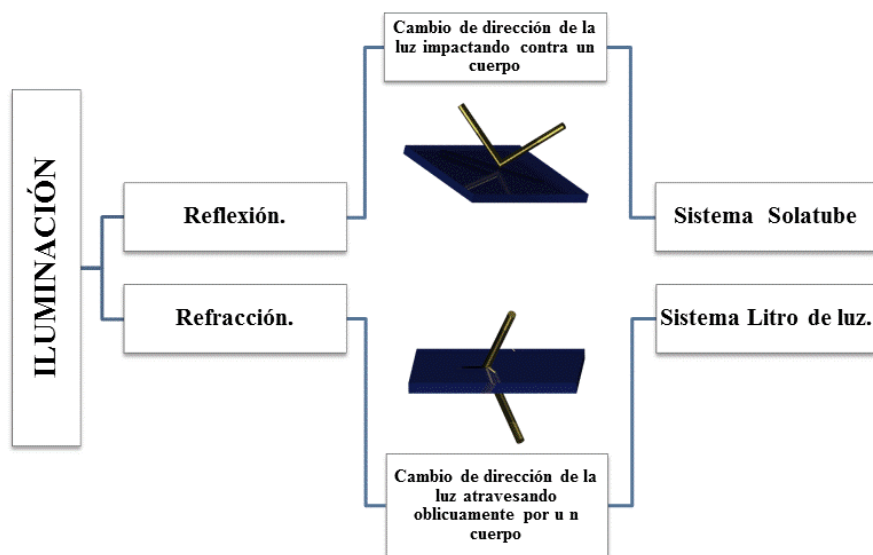 ILUMINACIÓN
Reflexión.
Cambio de dirección de la
luz impactando contra un
cuerpo
Sistema Solatube
Refracción.
Cambio de dirección de la
luz atravesando
oblicuamente por u n
cuerpo
Sistema Litro de luz.